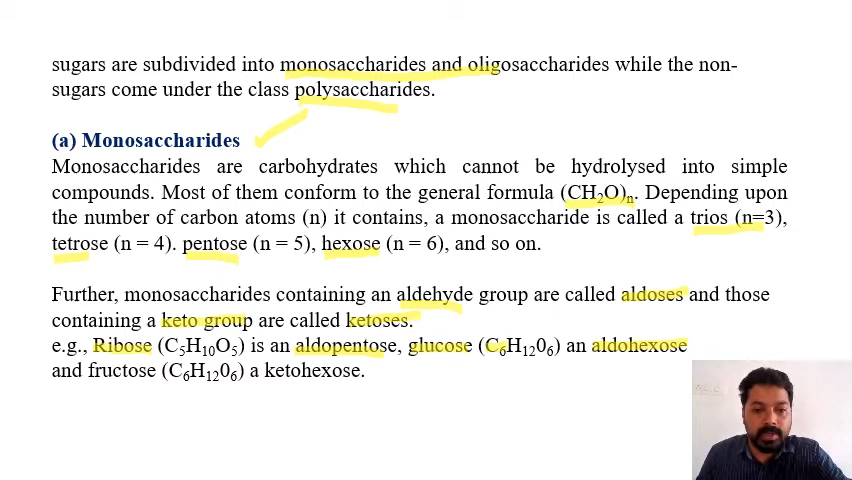 sugars are subdivided into monosaccharides and oligosaccharides while the non-
sugars come under the class polysaccharides.
(a) Monosaccharides
Monosaccharides are carbohydrates which cannot be hydrolysed into simple
compounds. Most of them conform to the general formula (CH₂O)ₙ. Depending upon
the number of carbon atoms (n) it contains, a monosaccharide is called a trios (n=3),
tetrose (n = 4). pentose (n = 5), hexose (n = 6), and so on.
Further, monosaccharides containing an aldehyde group are called aldoses and those
containing a keto group are called ketoses.
e.g., Ribose (C₅H₁₀O₅) is an aldopentose, glucose (C₆H₁₂0₆) an aldohexose
and fructose (C₆H₁₂0₆) a ketohexose.